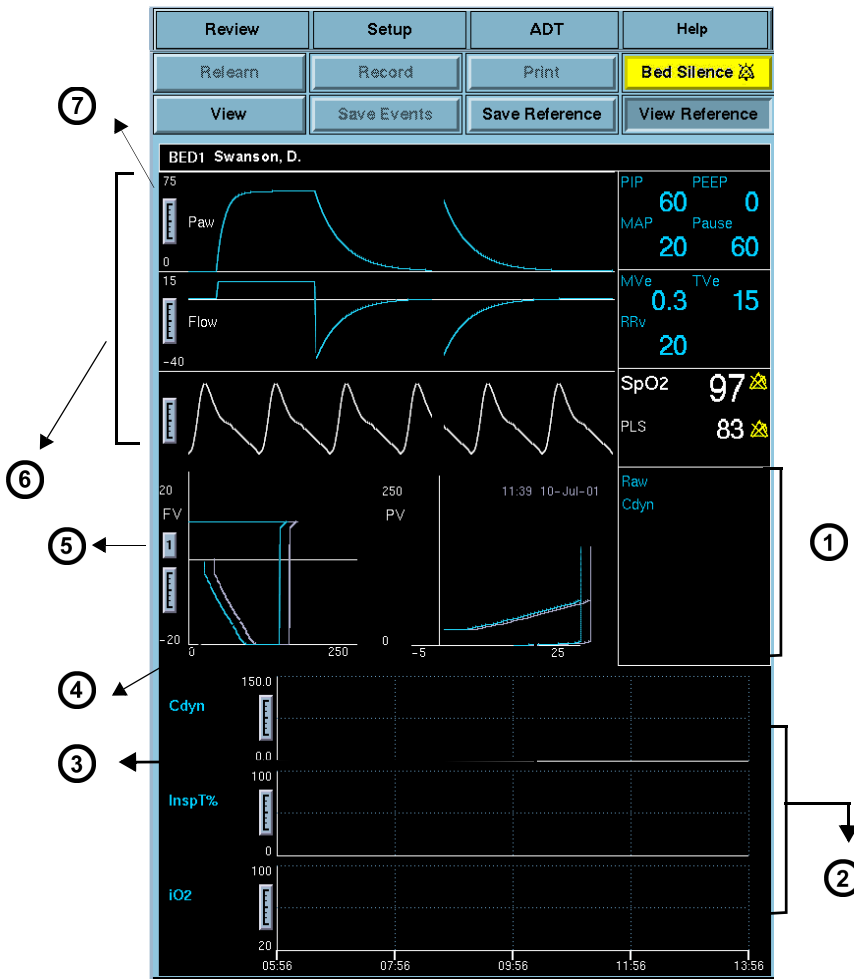 Review Setup ADT Help
Relearn Record Print Bed Silence
View Save Events Save Reference View Reference
7
BED1 Swanson, D.
75
Paw
0
PIP PEEP
60 0
MAP Pause
20 60
15
Flow
-40
MVe TVe
0.3 15
RRv
20
SpO2 97
PLS 83
6
20
FV
1
-20
0 250
250 11:39 10-Jul-01
PV
0
-5 25
Raw
Cdyn
1
5
4
150.0
Cdyn
0.0
3
100
InspT%
0
2
100
iO2
20
05:56 07:56 09:56 11:56 13:56